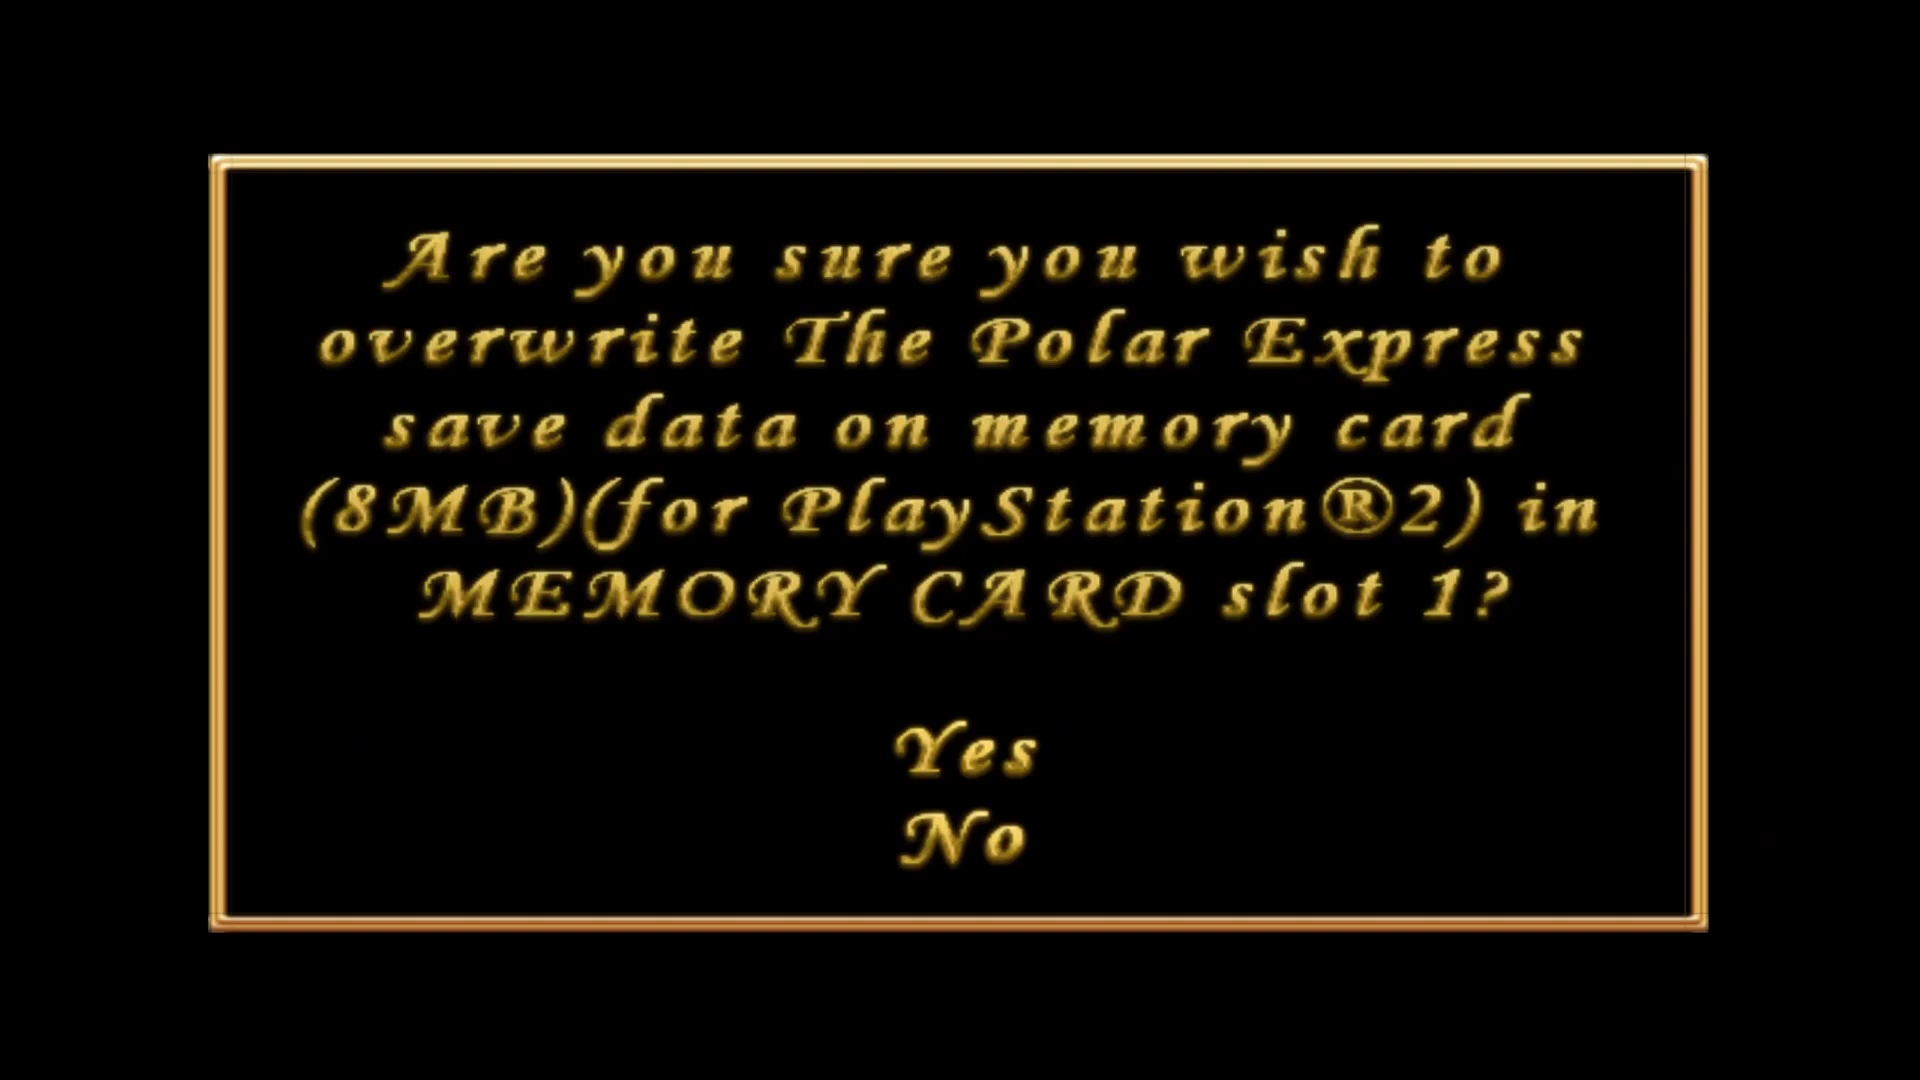 Are you sure you wish to
overwrite The Polar Express
save data on memory card
(8MB)(for PlayStation®2) in
MEMORY CARD slot 1?
Yes
No